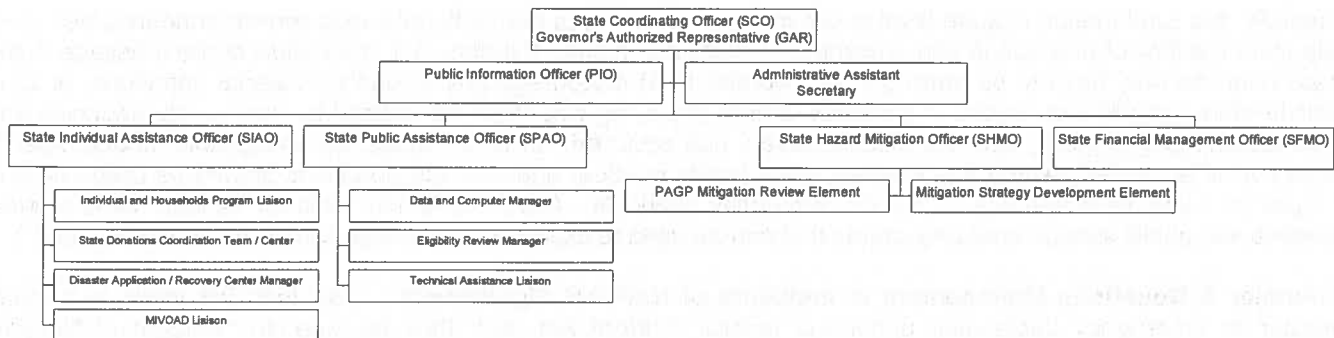 State Coordinating Officer (SCO)
Governor's Authorized Representative (GAR)
Public Information Officer (PIO)
Administrative Assistant
Secretary
State Individual Assistance Officer (SIAO)
State Public Assistance Officer (SPAO)
State Hazard Mitigation Officer (SHMO)
State Financial Management Officer (SFMO)
Individual and Households Program Liaison
State Donations Coordination Team / Center
Disaster Application / Recovery Center Manager
MIVOAD Liaison
Data and Computer Manager
Eligibility Review Manager
Technical Assistance Liaison
PAGP Mitigation Review Element
Mitigation Strategy Development Element